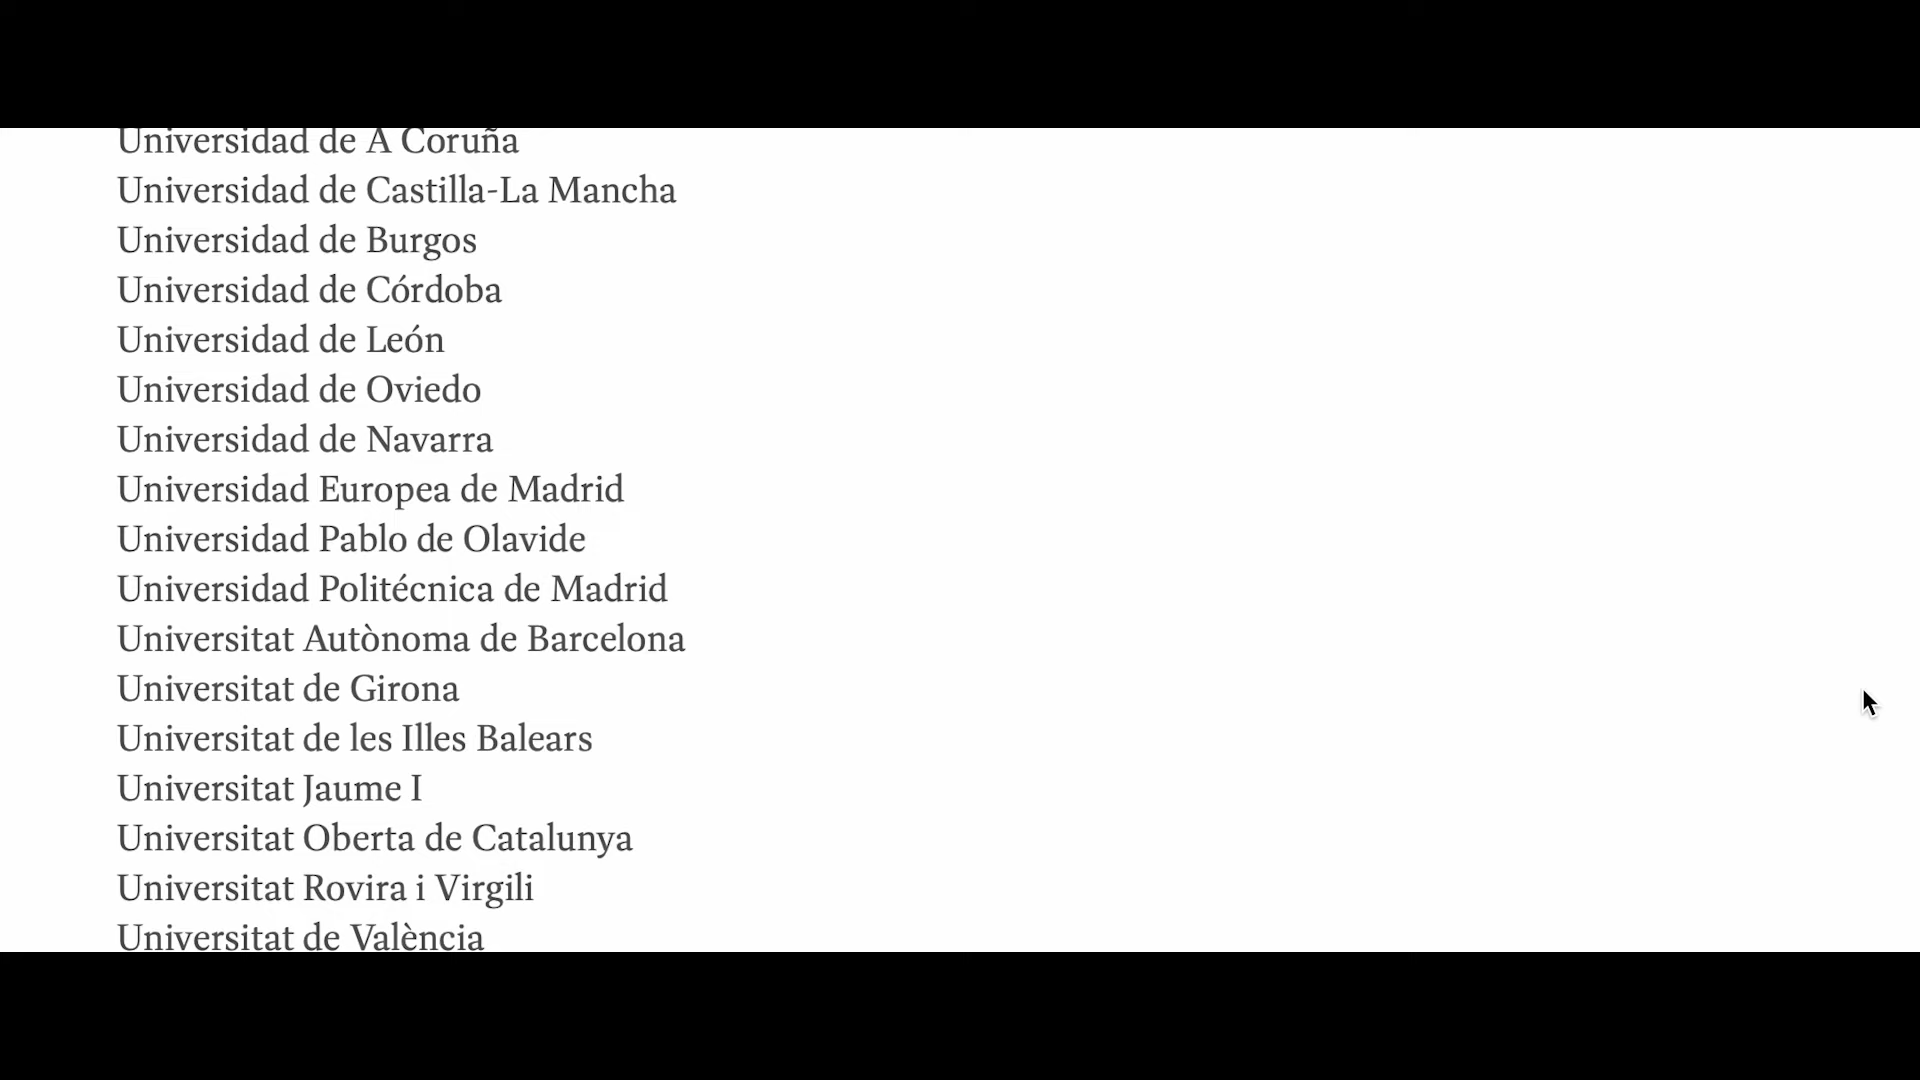 Universidad de A Coruña
Universidad de Castilla-La Mancha
Universidad de Burgos
Universidad de Córdoba
Universidad de León
Universidad de Oviedo
Universidad de Navarra
Universidad Europea de Madrid
Universidad Pablo de Olavide
Universidad Politécnica de Madrid
Universitat Autònoma de Barcelona
Universitat de Girona
Universitat de les Illes Balears
Universitat Jaume I
Universitat Oberta de Catalunya
Universitat Rovira i Virgili
Universitat de València